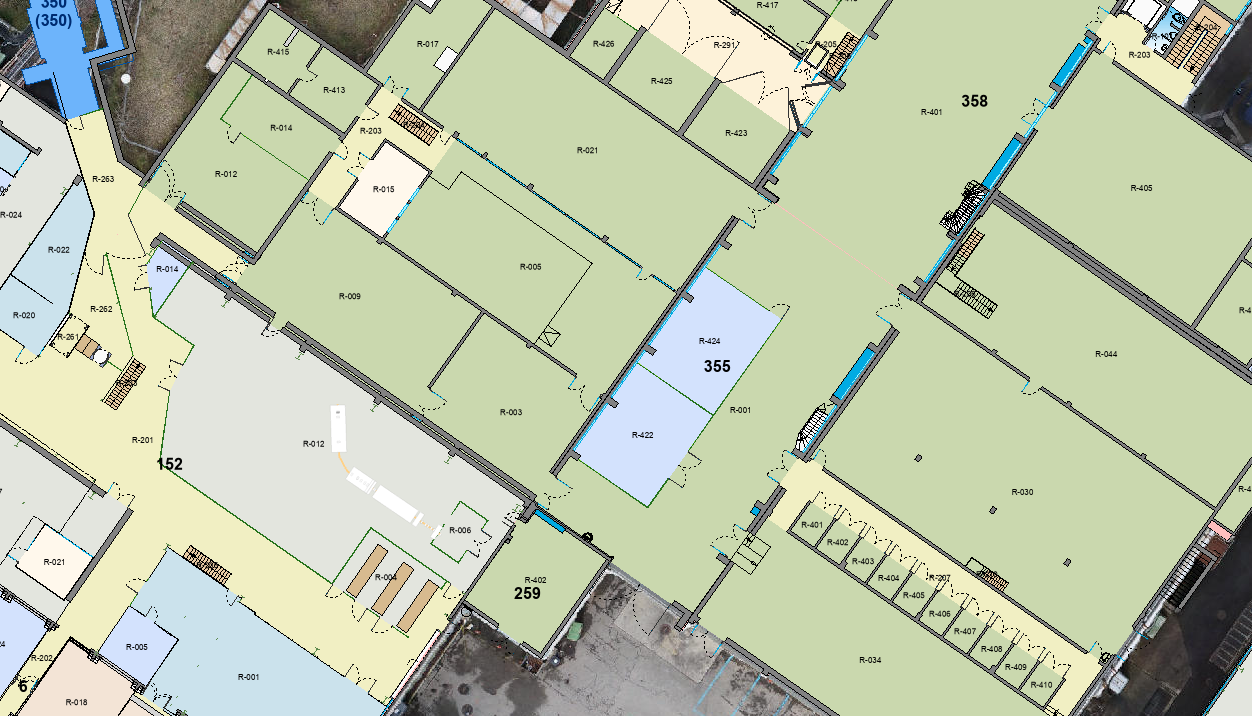 350
(350)
R-417
R-017
R-426
R-291
R-205
R-415
R-203
R-425
R-413
358
R-401
R-014
R-203
R-423
R-021
R-263
R-012
R-015
R-405
R-024
R-022
R-014
R-005
R-009
R-262
R-020
R-261
R-424
R-044
355
R-003
R-001
R-422
R-201
R-012
152
R-030
R-401
R-006
R-402
R-403
R-021
R-004
R-402
R-404
R-207
259
R-405
R-406
R-407
R-005
R-408
R-202
R-034
R-409
R-001
R-410
6
R-018